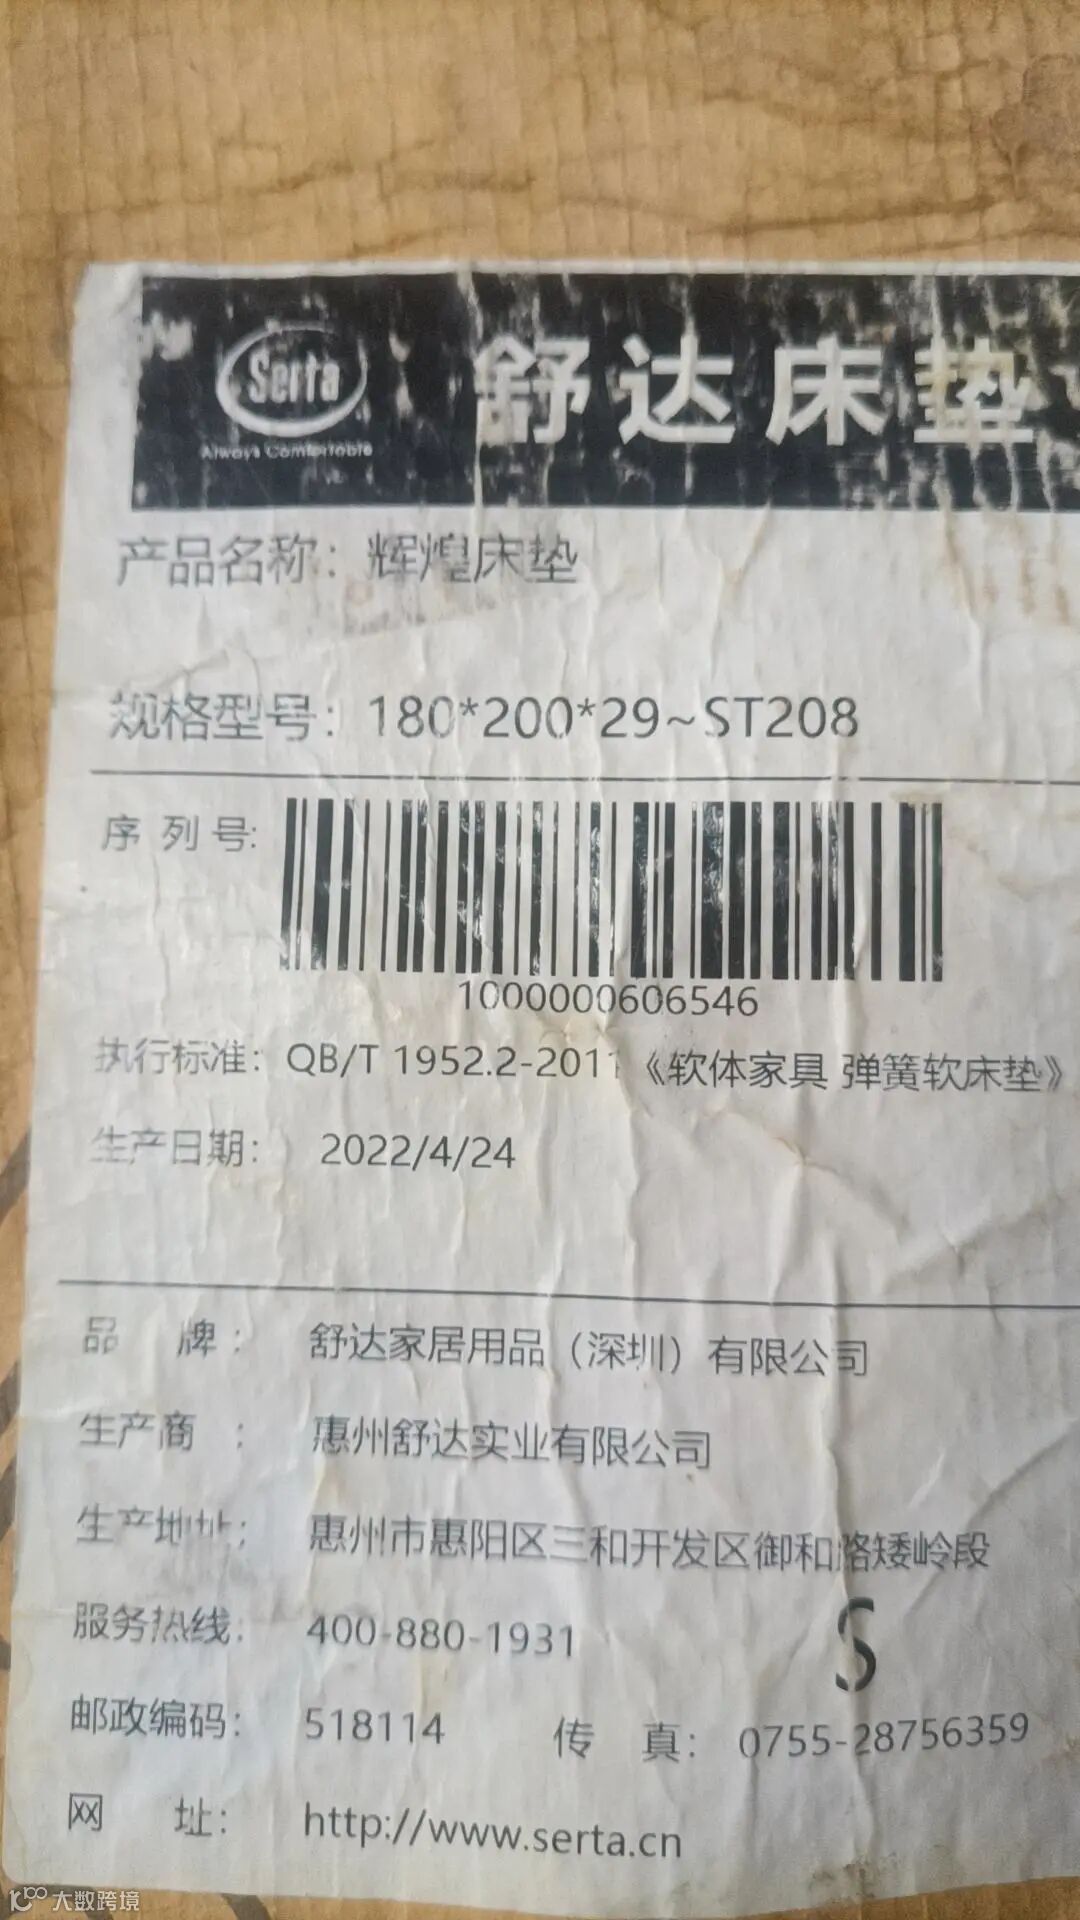 Serta
Always Comfortable
舒达床垫
产品名称：辉煌床垫
规格型号：180*200*29~ST208
序列号:
1000000606546
执行标准：QB/T 1952.2-2011《软体家具 弹簧软床垫》
生产日期： 2022/4/24
品 牌： 舒达家居用品（深圳）有限公司
生产商 ： 惠州舒达实业有限公司
生产地址： 惠州市惠阳区三和开发区御和路矮岭段
服务热线： 400-880-1931
S
邮政编码： 518114 传 真： 0755-28756359
网 址： http://www.serta.cn
大数跨境